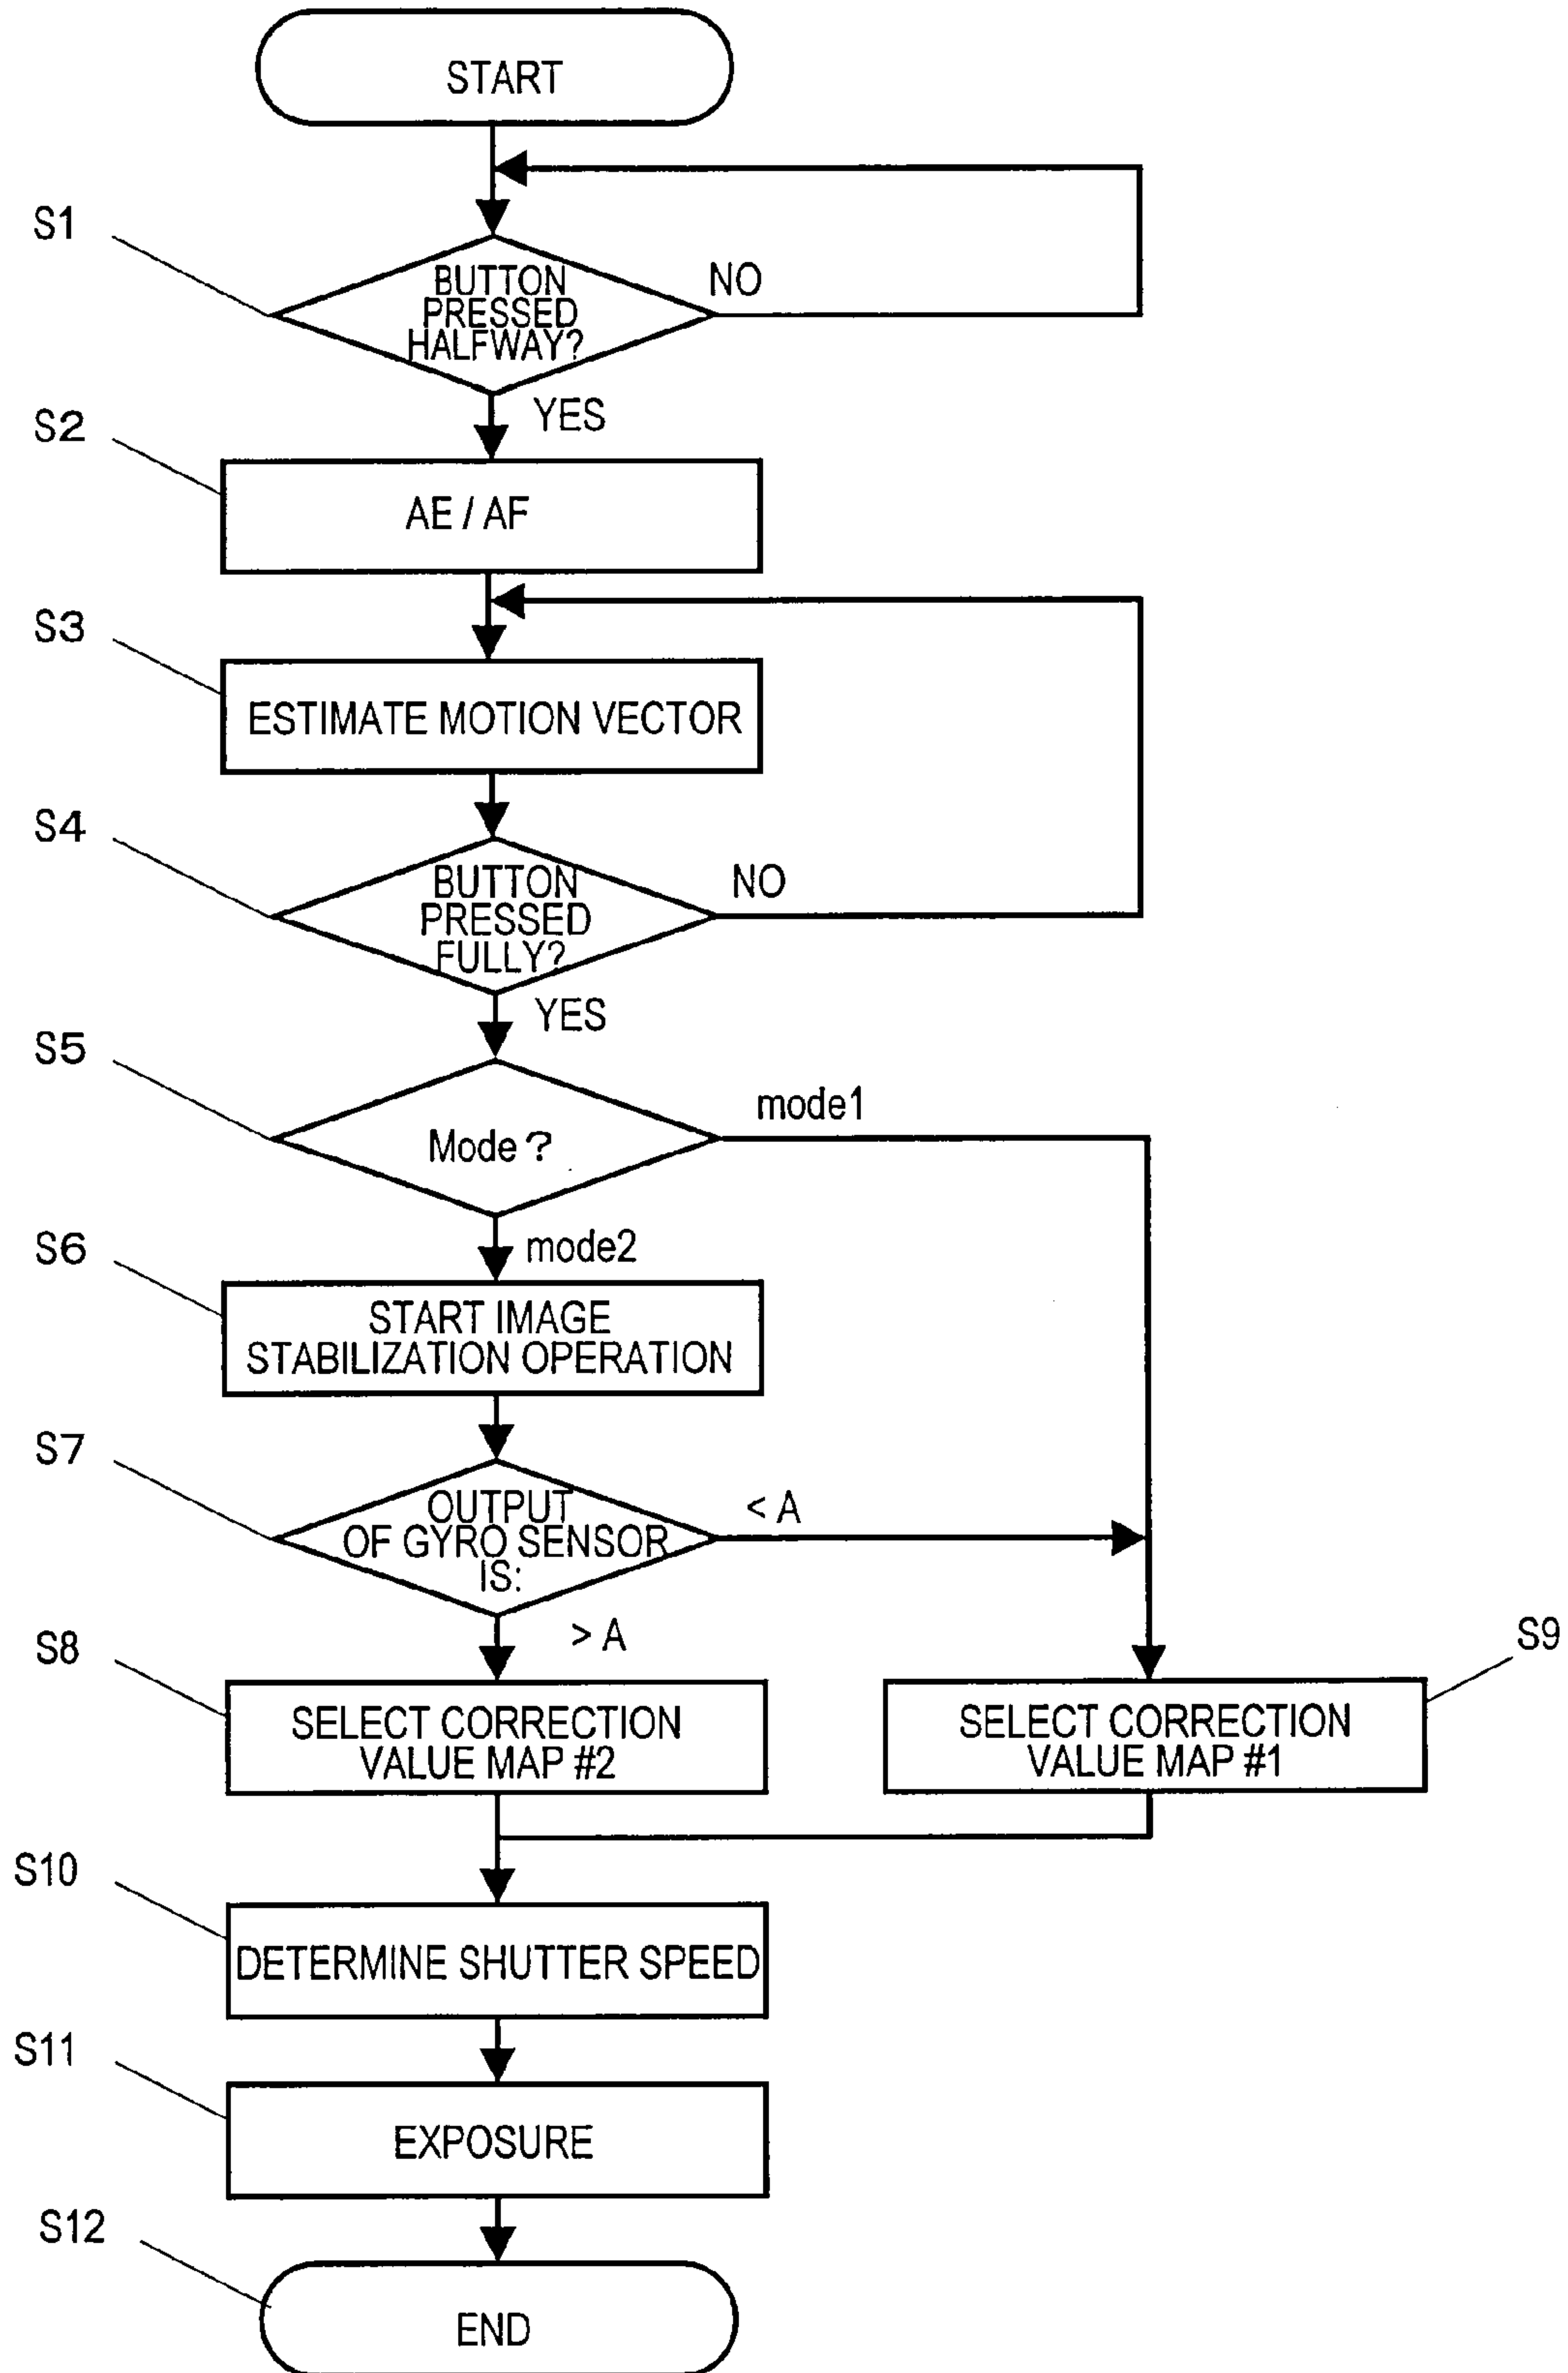 START
S1
BUTTON
PRESSED
HALFWAY?
NO
YES
S2
AE / AF
S3
ESTIMATE MOTION VECTOR
S4
BUTTON
PRESSED
FULLY?
NO
YES
S5
Mode ?
mode1
mode2
S6
START IMAGE
STABILIZATION OPERATION
S7
OUTPUT
OF GYRO SENSOR
IS:
< A
> A
S8
SELECT CORRECTION
VALUE MAP #2
S9
SELECT CORRECTION
VALUE MAP #1
S10
DETERMINE SHUTTER SPEED
S11
EXPOSURE
S12
END